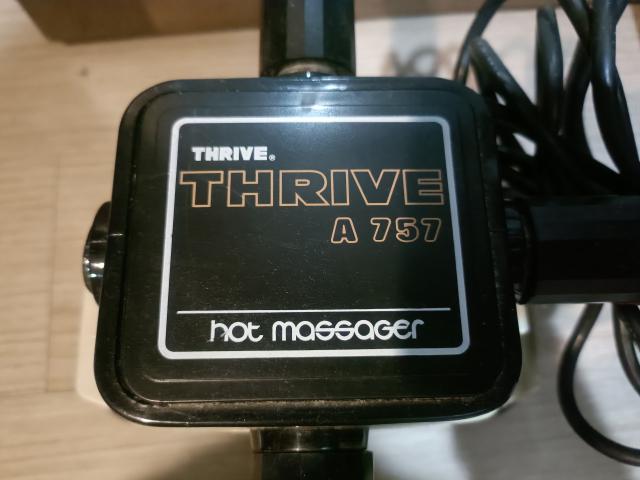 THRIVE®
THRIVE
A 757
hot massager